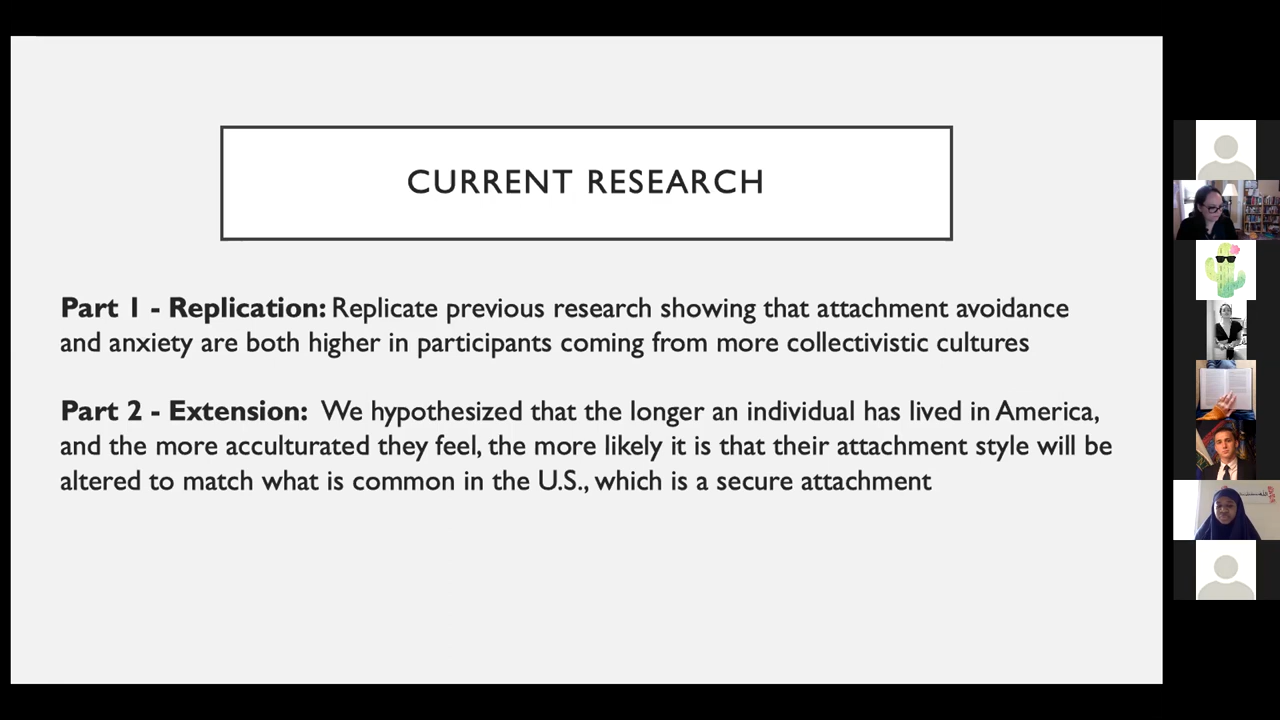 CURRENT RESEARCH
Part 1 - Replication: Replicate previous research showing that attachment avoidance
and anxiety are both higher in participants coming from more collectivistic cultures
Part 2 - Extension: We hypothesized that the longer an individual has lived in America,
and the more acculturated they feel, the more likely it is that their attachment style will be
altered to match what is common in the U.S., which is a secure attachment